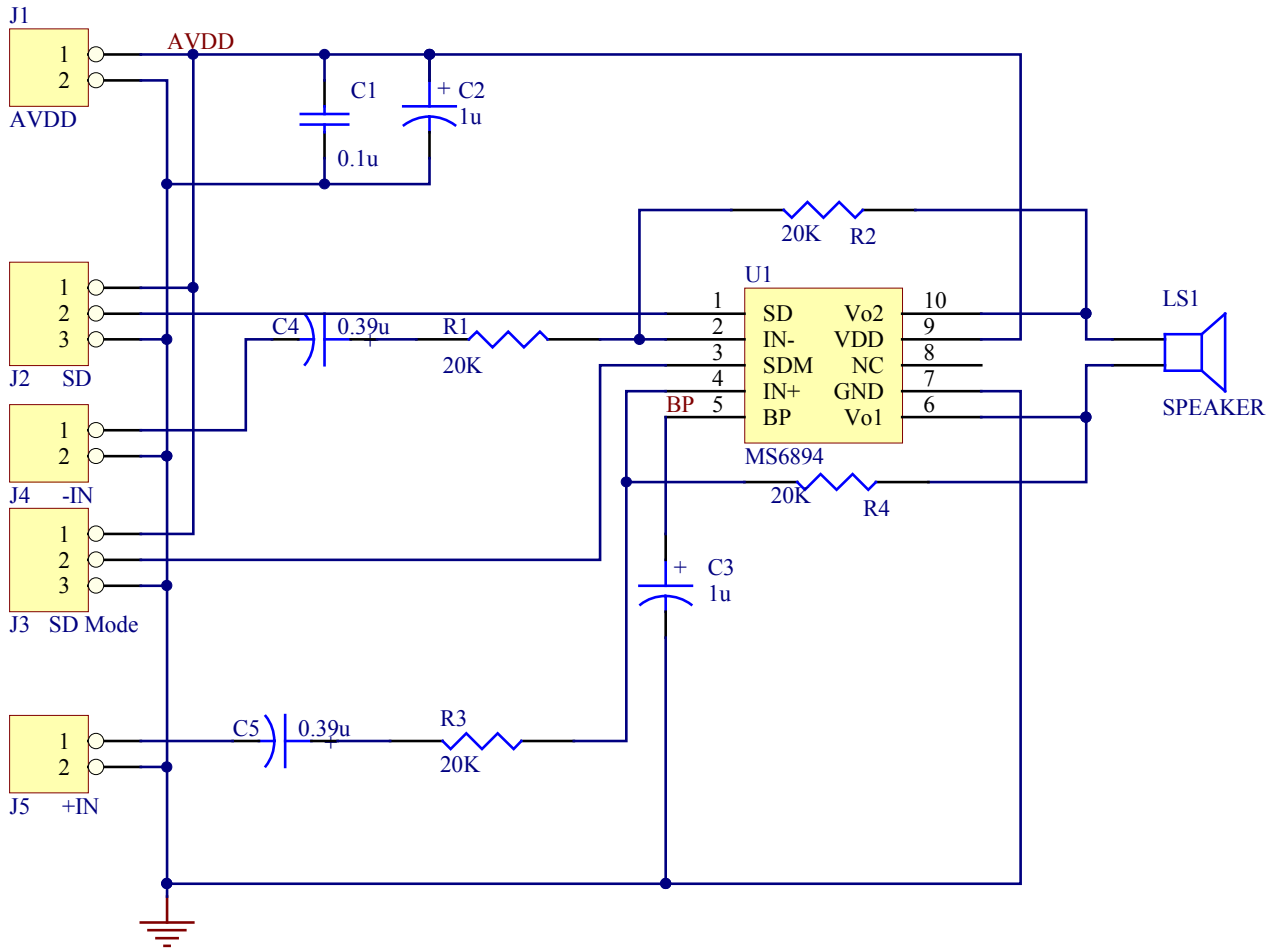 J1
1
2
AVDD
AVDD
C1
0.1u
+ C2
1u
20K R2
J2 SD
1
2
3
C4 0.39u
+
R1
20K
U1
1 SD Vo2 10
2 IN- VDD 9
3 SDM NC 8
4 IN+ GND 7
BP 5 BP Vo1 6
MS6894
LS1
SPEAKER
1
2
J4 -IN
20K R4
1
2
3
J3 SD Mode
+ C3
1u
C5 0.39u
+
R3
20K
1
2
J5 +IN